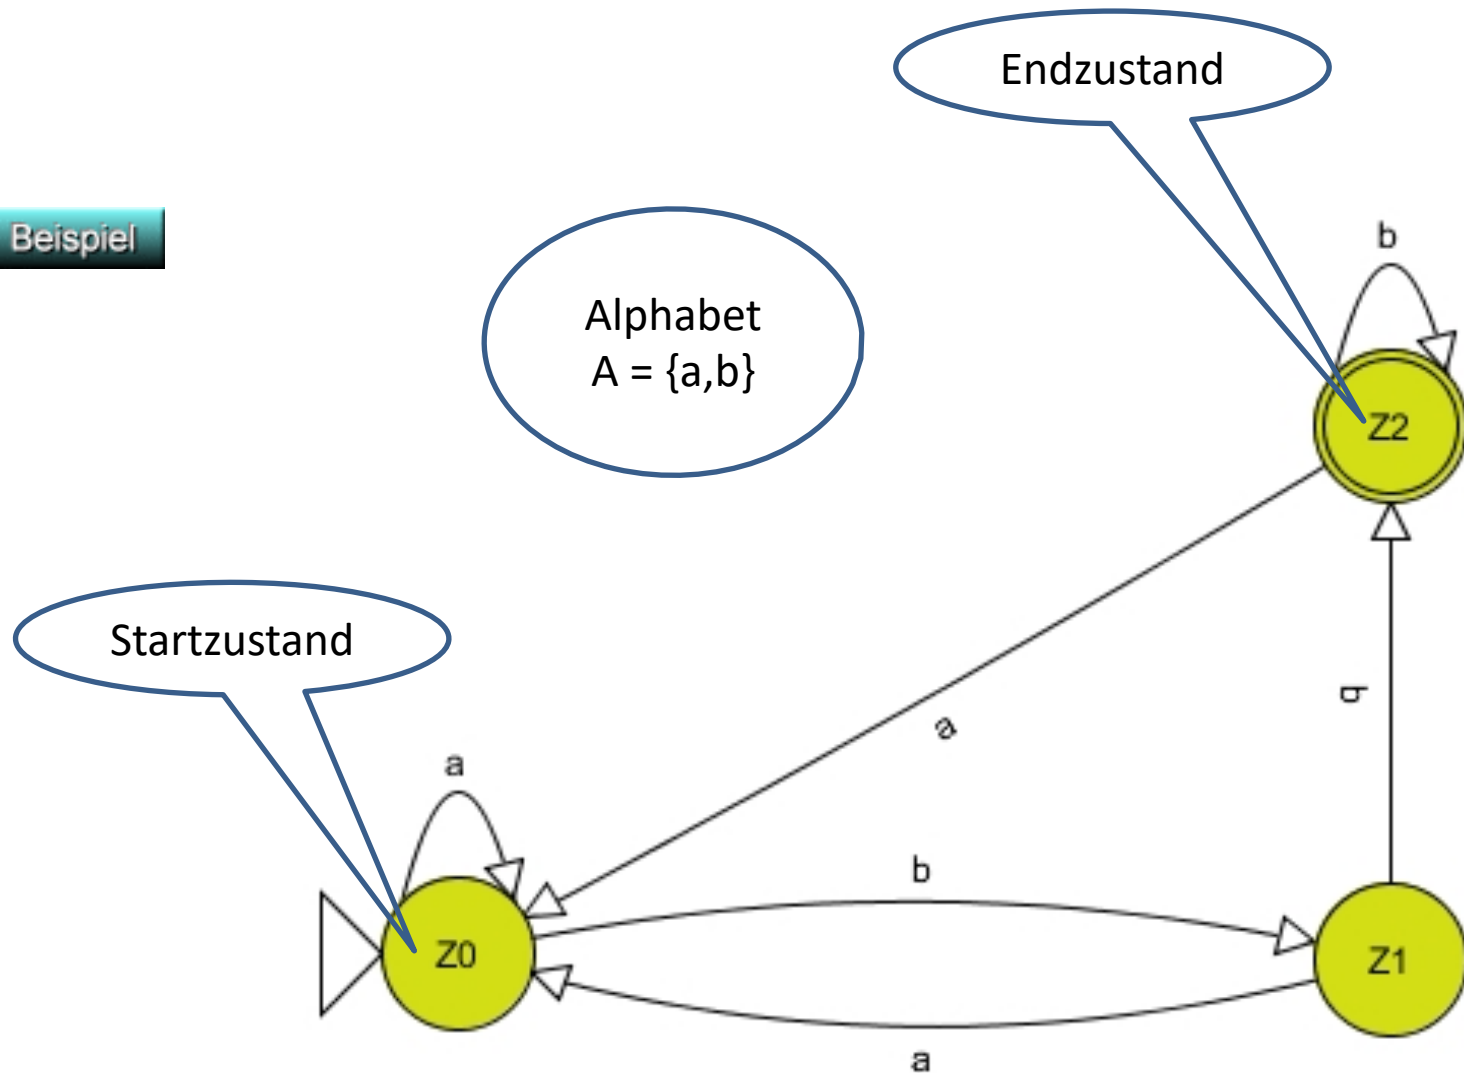 Endzustand
Beispiel
b
Alphabet
A = {a,b}
Z2
Startzustand
b
a
a
b
Z0
Z1
a